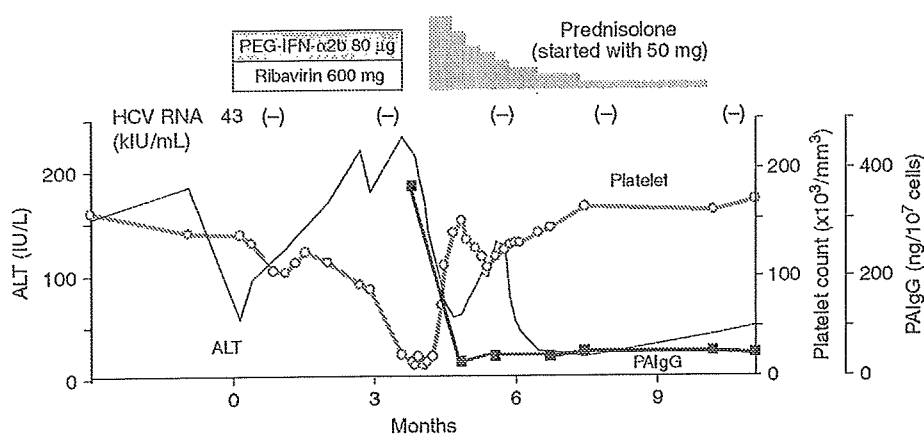 PEG-IFN-α2b 80 μg
Ribavirin 600 mg
Prednisolone
(started with 50 mg)
HCV RNA 43 (–) (–) (–) (–) (–)
(kIU/mL)
200
100
0
ALT (IU/L)
ALT
Platelet
PAIgG
200
100
0
Platelet count (x10³/mm³)
400
200
0
PAIgG (ng/10⁷ cells)
0 3 6 9
Months